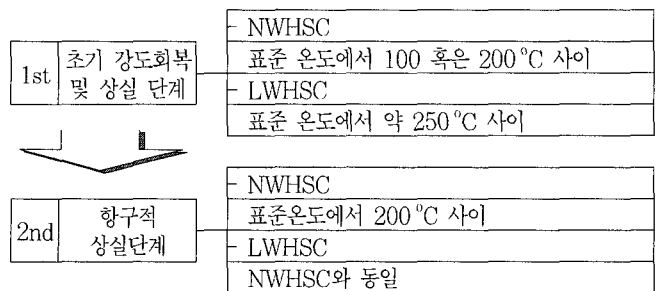 - NWHSC
1st 초기 강도회복 및 상실 단계
표준 온도에서 100 혹은 200℃ 사이
- LWHSC
표준 온도에서 약 250℃ 사이
- NWHSC
2nd 항구적 상실단계
표준온도에서 200℃ 사이
- LWHSC
NWHSC와 동일